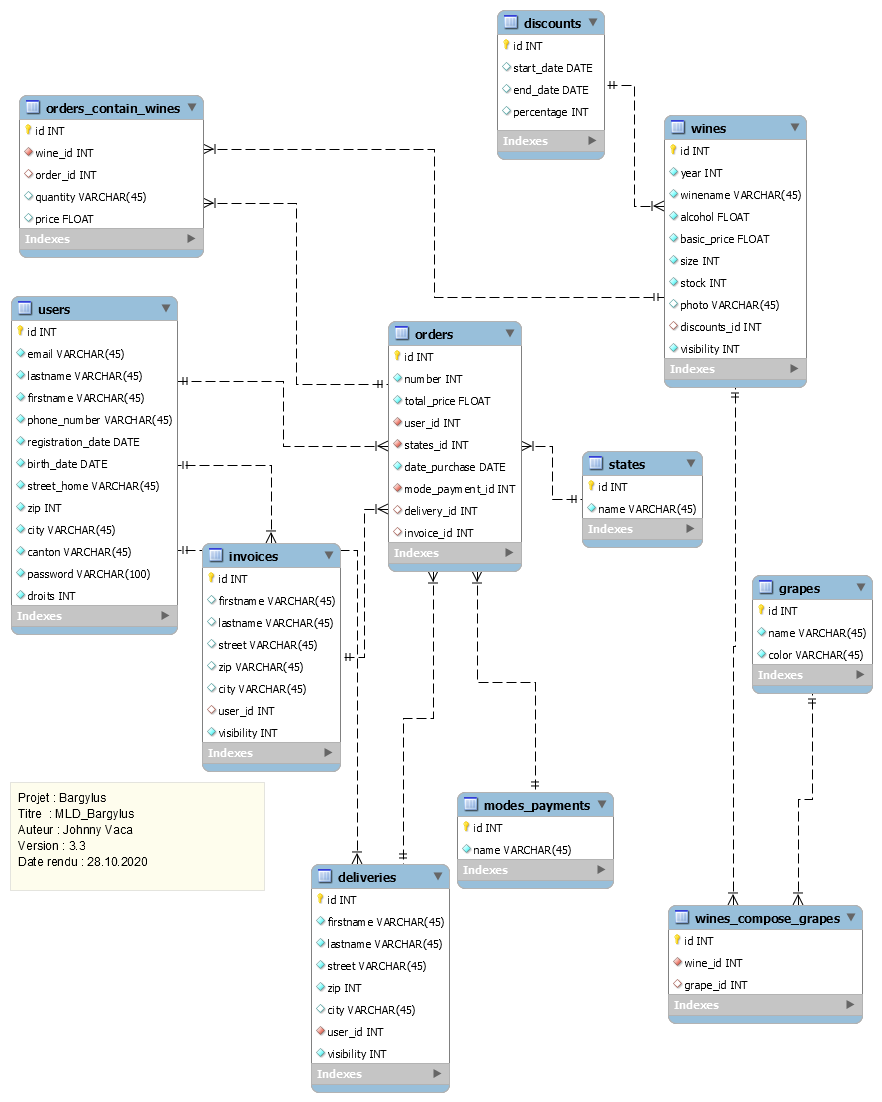 discounts
id INT
start_date DATE
end_date DATE
percentage INT
Indexes
orders_contain_wines
id INT
wine_id INT
order_id INT
quantity VARCHAR(45)
price FLOAT
Indexes
wines
id INT
year INT
winename VARCHAR(45)
alcohol FLOAT
basic_price FLOAT
size INT
stock INT
photo VARCHAR(45)
discounts_id INT
visibility INT
Indexes
users
id INT
email VARCHAR(45)
lastname VARCHAR(45)
firstname VARCHAR(45)
phone_number VARCHAR(45)
registration_date DATE
birth_date DATE
street_home VARCHAR(45)
zip INT
city VARCHAR(45)
canton VARCHAR(45)
password VARCHAR(100)
droits INT
Indexes
orders
id INT
number INT
total_price FLOAT
user_id INT
states_id INT
date_purchase DATE
mode_payment_id INT
delivery_id INT
invoice_id INT
Indexes
states
id INT
name VARCHAR(45)
Indexes
invoices
id INT
firstname VARCHAR(45)
lastname VARCHAR(45)
street VARCHAR(45)
zip VARCHAR(45)
city VARCHAR(45)
user_id INT
visibility INT
Indexes
grapes
id INT
name VARCHAR(45)
color VARCHAR(45)
Indexes
Projet : Bargylus
Titre : MLD_Bargylus
Auteur : Johnny Vaca
Version : 3.3
Date rendu : 28.10.2020
modes_payments
id INT
name VARCHAR(45)
Indexes
deliveries
id INT
firstname VARCHAR(45)
lastname VARCHAR(45)
street VARCHAR(45)
zip INT
city VARCHAR(45)
user_id INT
visibility INT
Indexes
wines_compose_grapes
id INT
wine_id INT
grape_id INT
Indexes